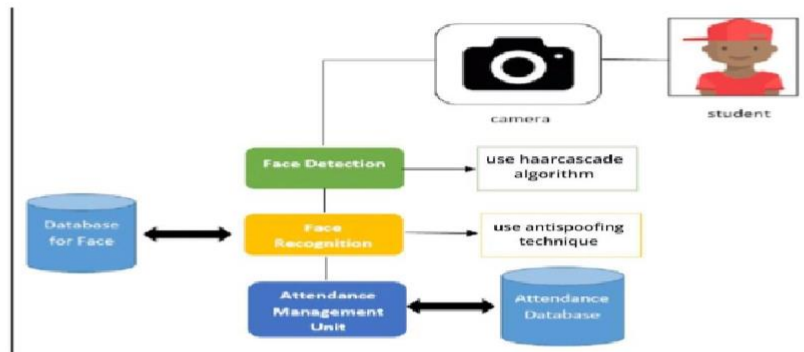 camera
student
Face Detection
use haarcascade
algorithm
Database
for Face
Face
Recognition
use antispoofing
technique
Attendance
Management
Unit
Attendance
Database